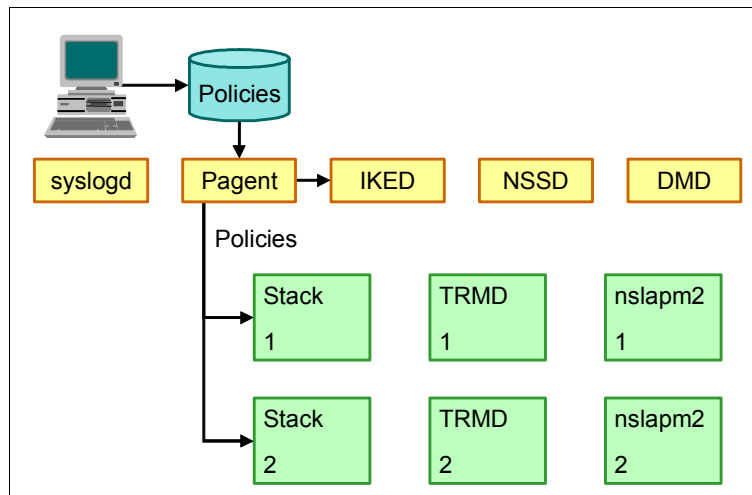 Policies
syslogd
Pagent
IKED
NSSD
DMD
Policies
Stack
1
TRMD
1
nslapm2
1
Stack
2
TRMD
2
nslapm2
2